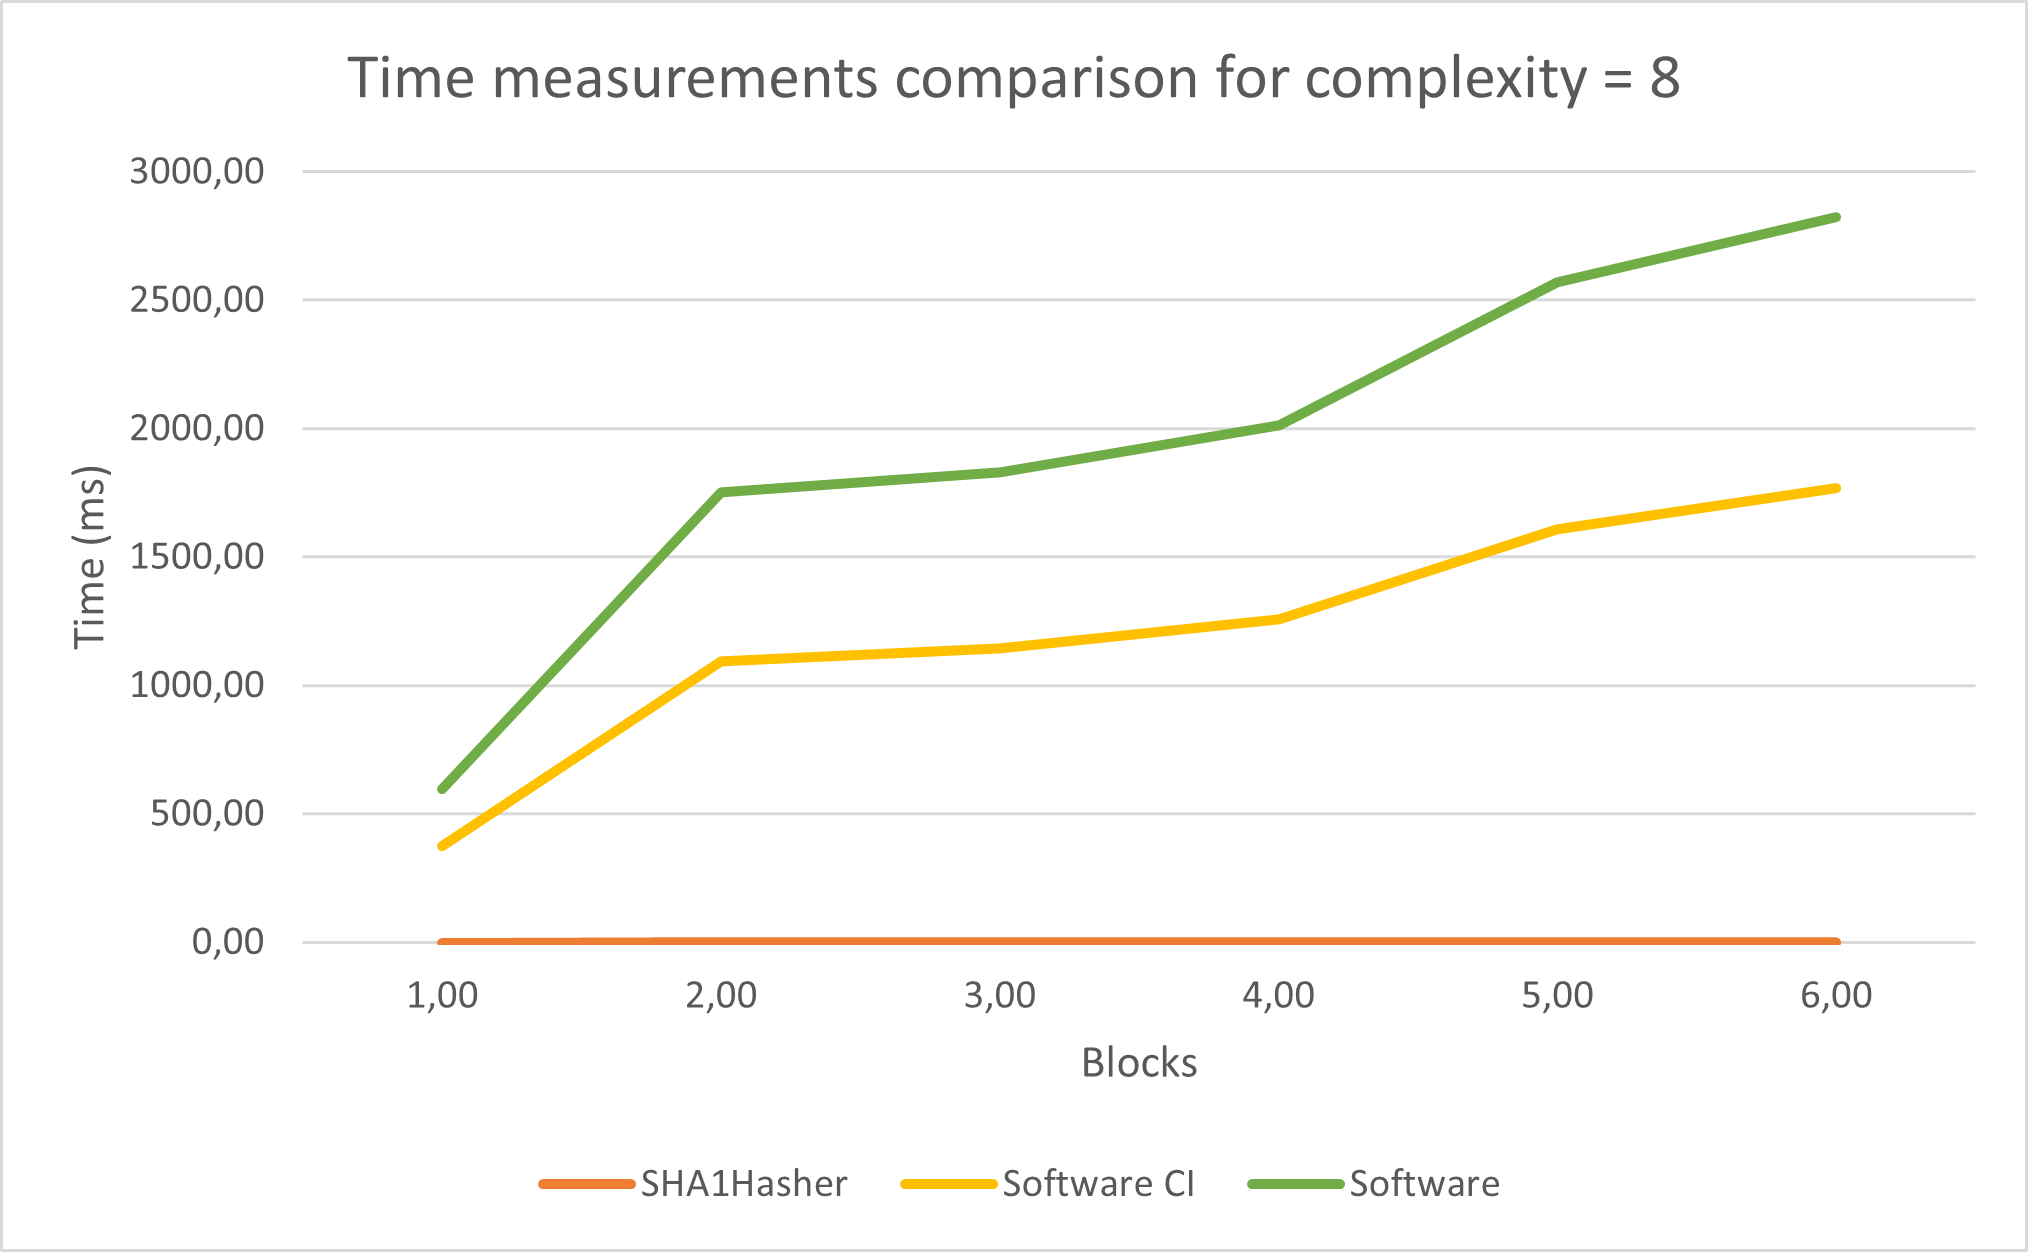 Time measurements comparison for complexity = 8
3000,00
2500,00
2000,00
1500,00
1000,00
500,00
0,00
Time (ms)
1,00 2,00 3,00 4,00 5,00 6,00
Blocks
SHA1Hasher Software CI Software